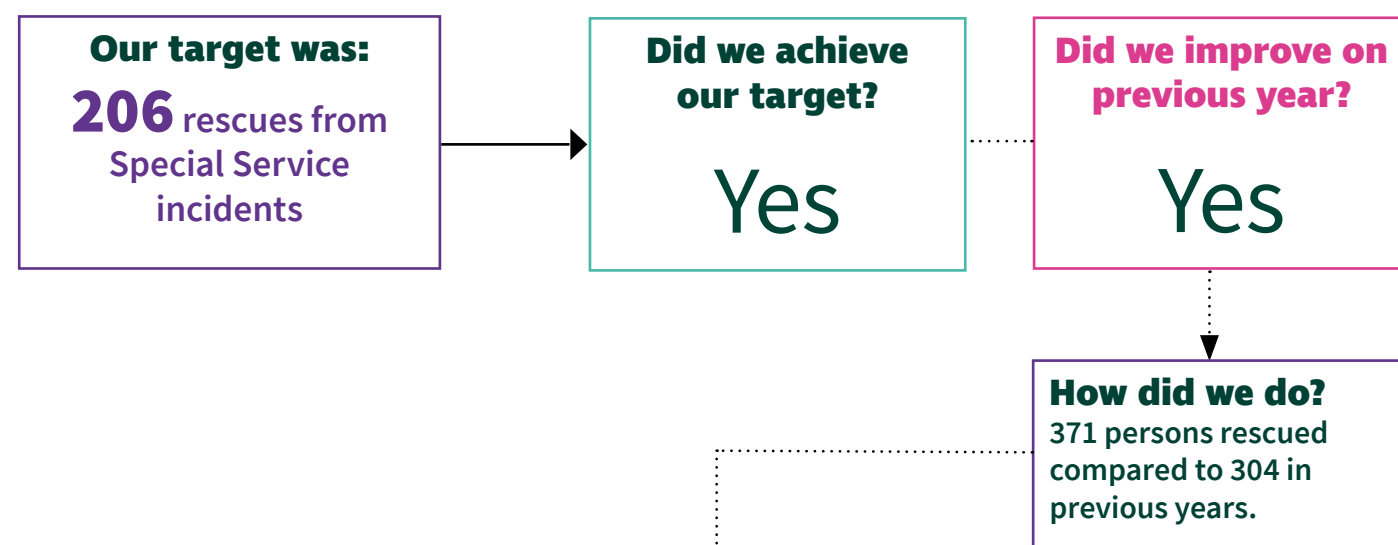 Our target was:
206 rescues from
Special Service
incidents
Did we achieve
our target?
Yes
Did we improve on
previous year?
Yes
How did we do?
371 persons rescued
compared to 304 in
previous years.